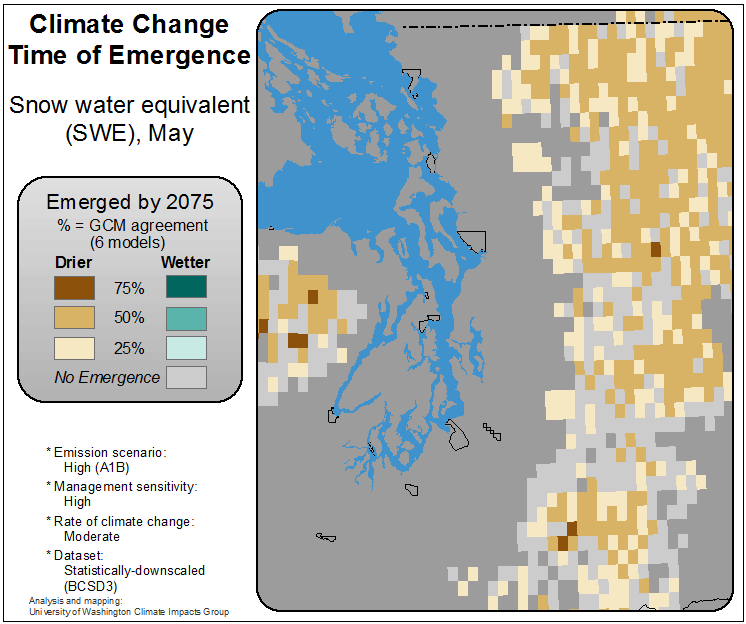 Climate Change
Time of Emergence
Snow water equivalent
(SWE), May
Emerged by 2075
% = GCM agreement
(6 models)
Drier Wetter
75%
50%
25%
No Emergence
* Emission scenario:
High (A1B)
* Management sensitivity:
High
* Rate of climate change:
Moderate
* Dataset:
Statistically-downscaled
(BCSD3)
Analysis and mapping:
University of Washington Climate Impacts Group